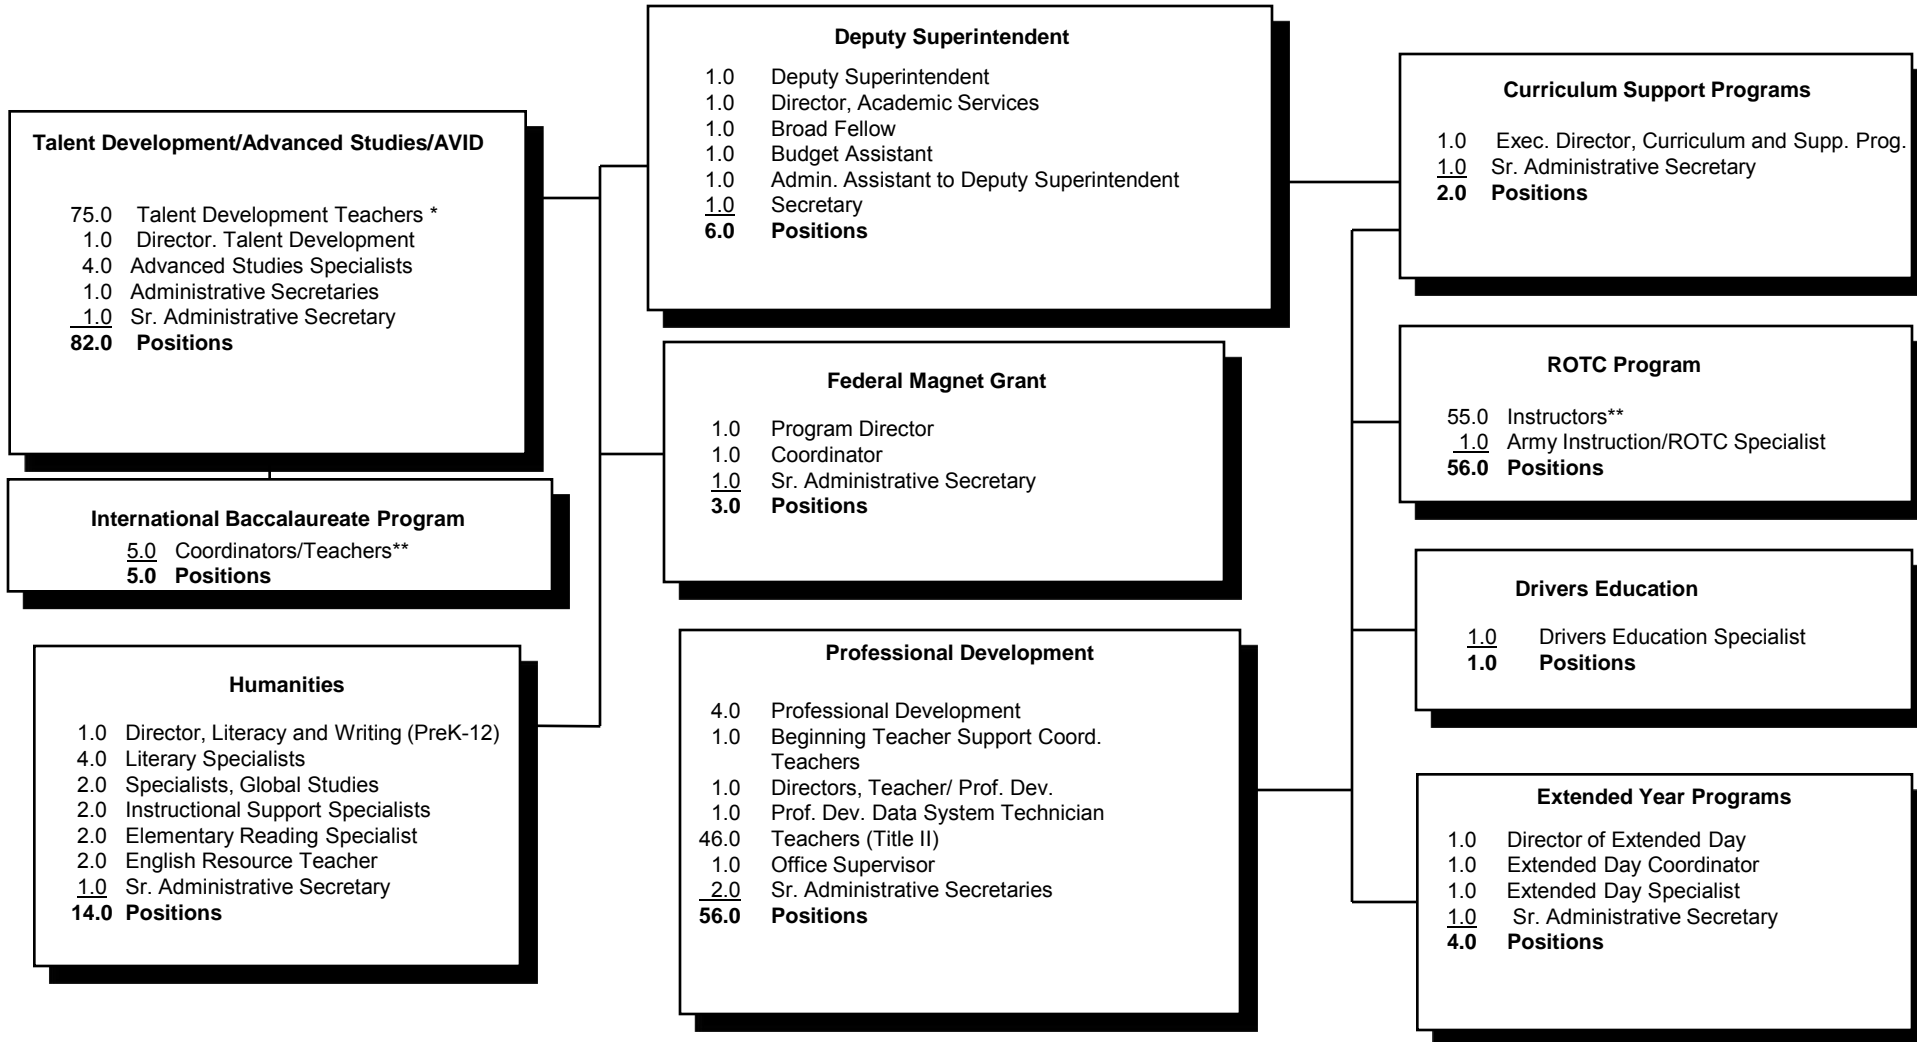 Deputy Superintendent
1.0 Deputy Superintendent
1.0 Director, Academic Services
1.0 Broad Fellow
1.0 Budget Assistant
1.0 Admin. Assistant to Deputy Superintendent
1.0 Secretary
6.0 Positions
Talent Development/Advanced Studies/AVID
75.0 Talent Development Teachers *
1.0 Director. Talent Development
4.0 Advanced Studies Specialists
1.0 Administrative Secretaries
1.0 Sr. Administrative Secretary
82.0 Positions
International Baccalaureate Program
5.0 Coordinators/Teachers**
5.0 Positions
Humanities
1.0 Director, Literacy and Writing (PreK-12)
4.0 Literary Specialists
2.0 Specialists, Global Studies
2.0 Instructional Support Specialists
2.0 Elementary Reading Specialist
2.0 English Resource Teacher
1.0 Sr. Administrative Secretary
14.0 Positions
Federal Magnet Grant
1.0 Program Director
1.0 Coordinator
1.0 Sr. Administrative Secretary
3.0 Positions
Professional Development
4.0 Professional Development
1.0 Beginning Teacher Support Coord.
Teachers
1.0 Directors, Teacher/ Prof. Dev.
1.0 Prof. Dev. Data System Technician
46.0 Teachers (Title II)
1.0 Office Supervisor
2.0 Sr. Administrative Secretaries
56.0 Positions
Curriculum Support Programs
1.0 Exec. Director, Curriculum and Supp. Prog.
1.0 Sr. Administrative Secretary
2.0 Positions
ROTC Program
55.0 Instructors**
1.0 Army Instruction/ROTC Specialist
56.0 Positions
Drivers Education
1.0 Drivers Education Specialist
1.0 Positions
Extended Year Programs
1.0 Director of Extended Day
1.0 Extended Day Coordinator
1.0 Extended Day Specialist
1.0 Sr. Administrative Secretary
4.0 Positions